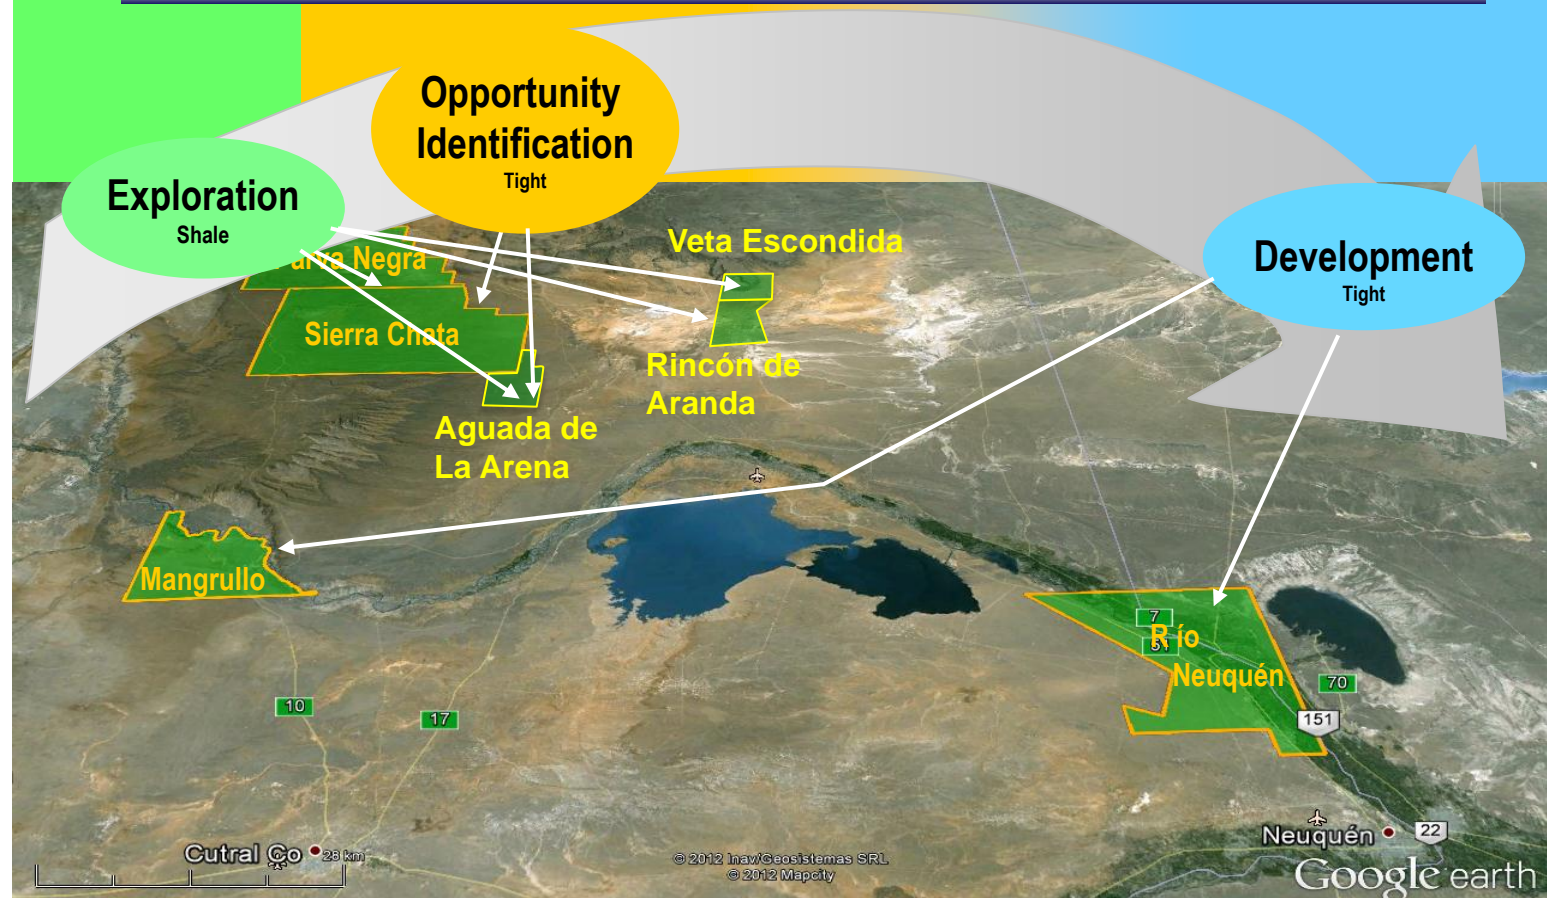 Opportunity
Identification
Tight
Exploration
Shale
Veta Escondida
Development
Tight
Parva Negra
Sierra Chata
Rincón de
Aranda
Aguada de
La Arena
Mangrullo
7
Río
51
Neuquén
70
10
17
151
Neuquén
22
Cutral Co
28 km
© 2012 Inav/Geosistemas SRL
© 2012 Mapcity
Google earth